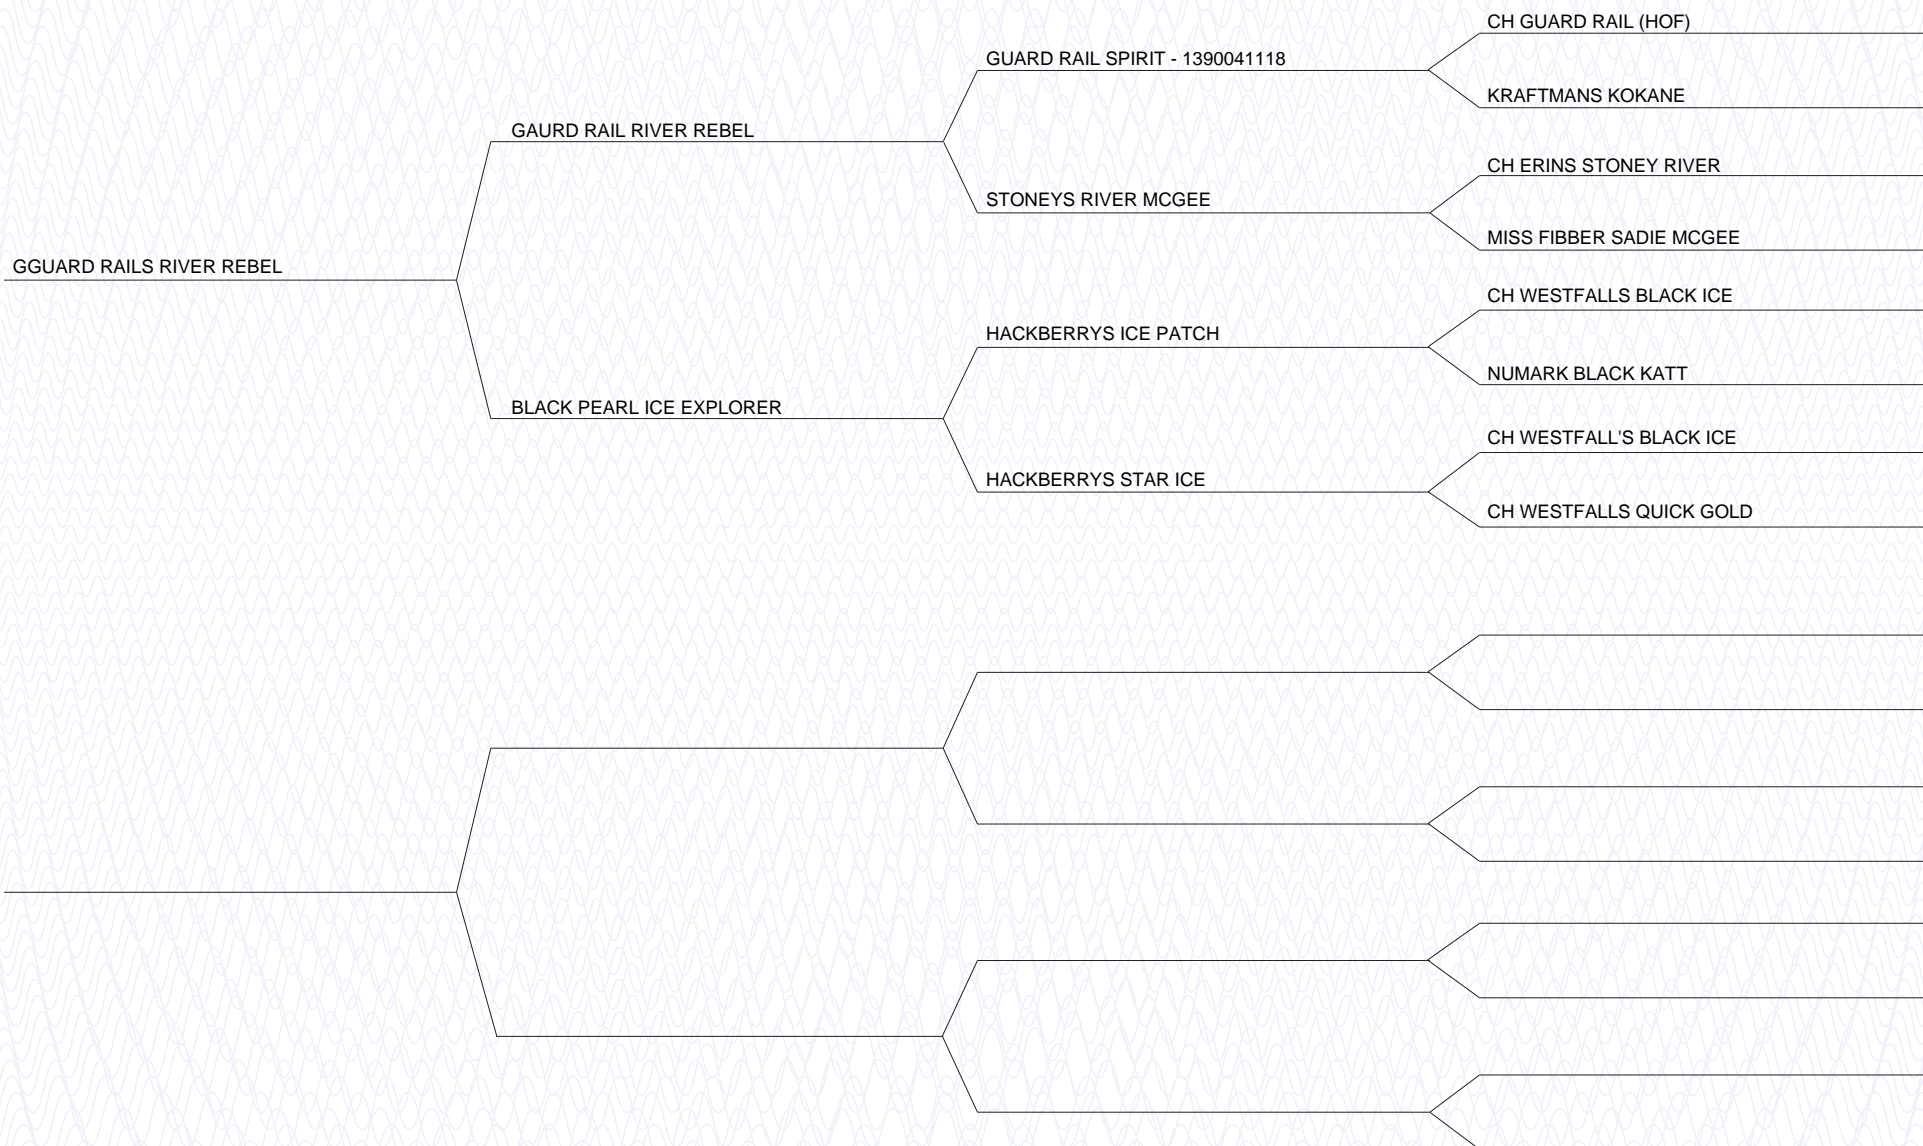 CH GUARD RAIL (HOF)
GUARD RAIL SPIRIT - 1390041118
KRAFTMANS KOKANE
GAURD RAIL RIVER REBEL
CH ERINS STONEY RIVER
STONEYS RIVER MCGEE
MISS FIBBER SADIE MCGEE
GGUARD RAILS RIVER REBEL
CH WESTFALLS BLACK ICE
HACKBERRYS ICE PATCH
NUMARK BLACK KATT
BLACK PEARL ICE EXPLORER
CH WESTFALL'S BLACK ICE
HACKBERRYS STAR ICE
CH WESTFALLS QUICK GOLD